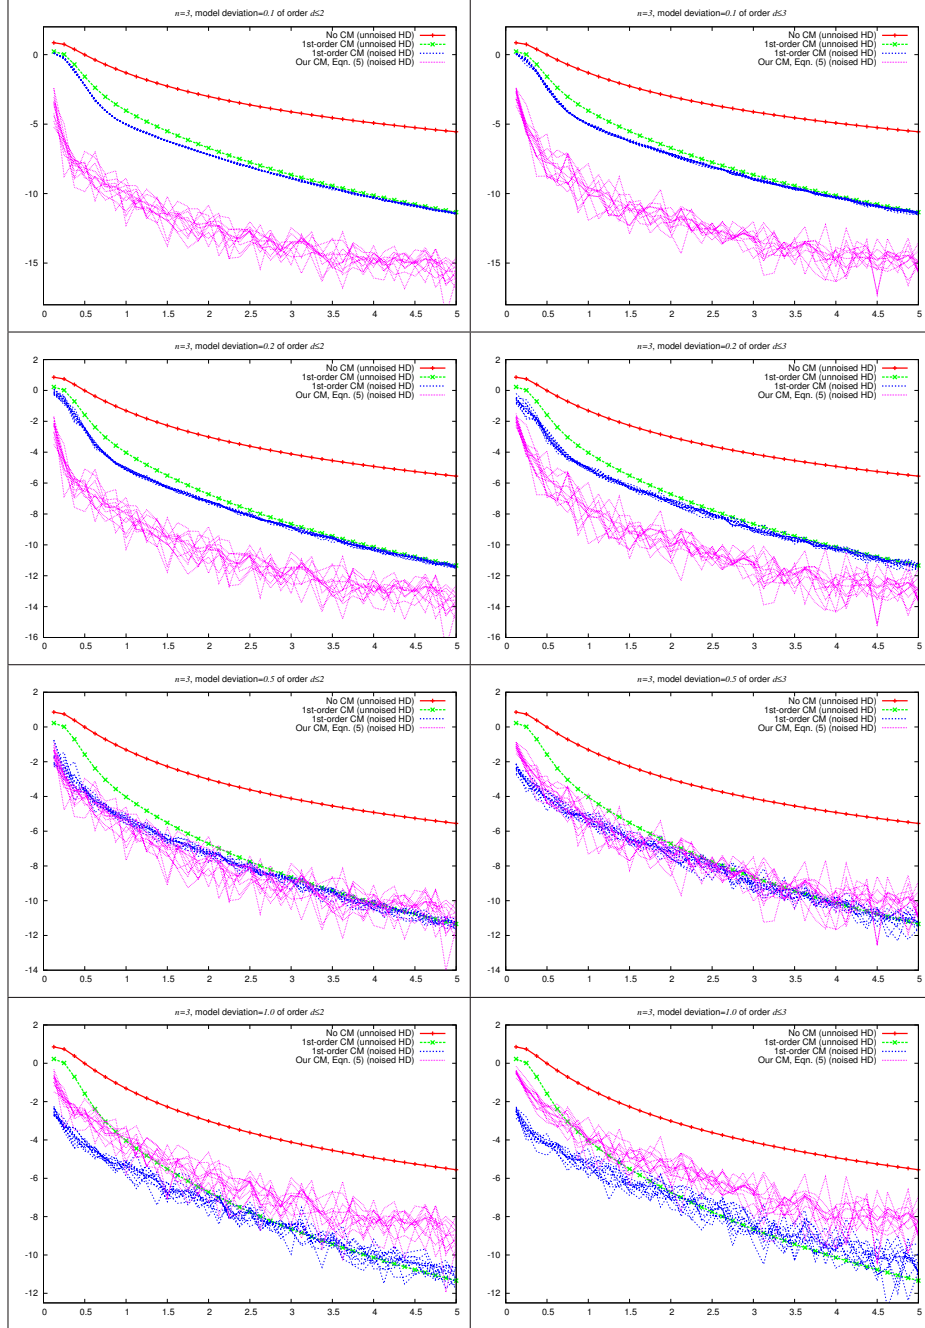 n=3, model deviation=0.1 of order d≤2
No CM (unnoised HD)
1st-order CM (unnoised HD)
1st-order CM (noised HD)
Our CM, Eqn. (5) (noised HD)
0
-5
-10
-15
0 0.5 1 1.5 2 2.5 3 3.5 4 4.5 5
n=3, model deviation=0.1 of order d≤3
No CM (unnoised HD)
1st-order CM (unnoised HD)
1st-order CM (noised HD)
Our CM, Eqn. (5) (noised HD)
0
-5
-10
-15
0 0.5 1 1.5 2 2.5 3 3.5 4 4.5 5
n=3, model deviation=0.2 of order d≤2
No CM (unnoised HD)
1st-order CM (unnoised HD)
1st-order CM (noised HD)
Our CM, Eqn. (5) (noised HD)
2
0
-2
-4
-6
-8
-10
-12
-14
-16
0 0.5 1 1.5 2 2.5 3 3.5 4 4.5 5
n=3, model deviation=0.2 of order d≤3
No CM (unnoised HD)
1st-order CM (unnoised HD)
1st-order CM (noised HD)
Our CM, Eqn. (5) (noised HD)
2
0
-2
-4
-6
-8
-10
-12
-14
-16
0 0.5 1 1.5 2 2.5 3 3.5 4 4.5 5
n=3, model deviation=0.5 of order d≤2
No CM (unnoised HD)
1st-order CM (unnoised HD)
1st-order CM (noised HD)
Our CM, Eqn. (5) (noised HD)
2
0
-2
-4
-6
-8
-10
-12
-14
0 0.5 1 1.5 2 2.5 3 3.5 4 4.5 5
n=3, model deviation=0.5 of order d≤3
No CM (unnoised HD)
1st-order CM (unnoised HD)
1st-order CM (noised HD)
Our CM, Eqn. (5) (noised HD)
2
0
-2
-4
-6
-8
-10
-12
-14
0 0.5 1 1.5 2 2.5 3 3.5 4 4.5 5
n=3, model deviation=1.0 of order d≤2
No CM (unnoised HD)
1st-order CM (unnoised HD)
1st-order CM (noised HD)
Our CM, Eqn. (5) (noised HD)
2
0
-2
-4
-6
-8
-10
-12
0 0.5 1 1.5 2 2.5 3 3.5 4 4.5 5
n=3, model deviation=1.0 of order d≤3
No CM (unnoised HD)
1st-order CM (unnoised HD)
1st-order CM (noised HD)
Our CM, Eqn. (5) (noised HD)
2
0
-2
-4
-6
-8
-10
-12
0 0.5 1 1.5 2 2.5 3 3.5 4 4.5 5